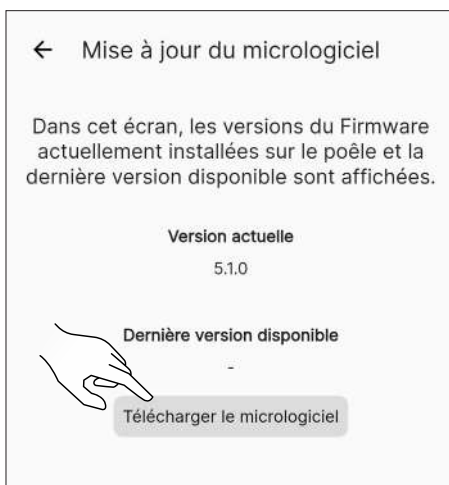 ← Mise à jour du micrologiciel
Dans cet écran, les versions du Firmware
actuellement installées sur le poêle et la
dernière version disponible sont affichées.
Version actuelle
5.1.0
Dernière version disponible
-
Télécharger le micrologiciel